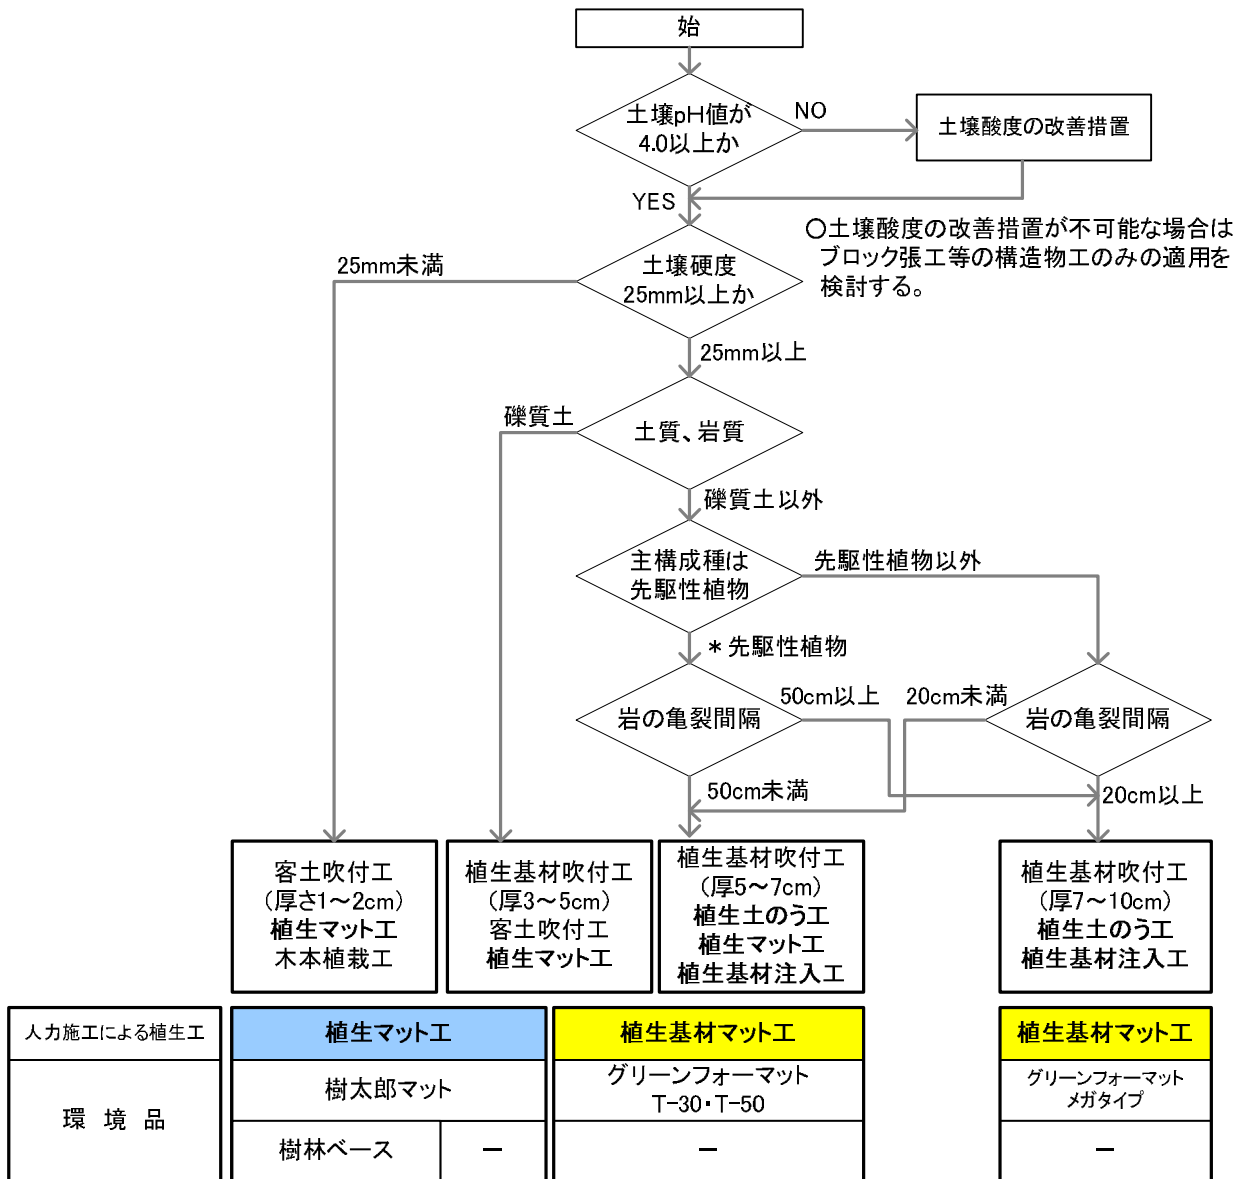 始
土壌pH値が
4.0以上か
NO
土壌酸度の改善措置
YES
○土壌酸度の改善措置が不可能な場合は
ブロック張工等の構造物工のみの適用を
検討する。
25mm未満
土壌硬度
25mm以上か
25mm以上
礫質土
土質、岩質
礫質土以外
主構成種は
先駆性植物
先駆性植物以外
*先駆性植物
岩の亀裂間隔
50cm以上
20cm未満
岩の亀裂間隔
50cm未満
20cm以上
客土吹付工
(厚さ1～2cm)
植生マット工
木本植栽工
植生基材吹付工
(厚3～5cm)
客土吹付工
植生マット工
植生基材吹付工
(厚5～7cm)
植生土のう工
植生マット工
植生基材注入工
植生基材吹付工
(厚7～10cm)
植生土のう工
植生基材注入工
人力施工による植生工
植生マット工
植生基材マット工
植生基材マット工
環境品
樹太郎マット
グリーンフォーマット
T-30・T-50
グリーンフォーマット
メガタイプ
樹林ベース
－
－
－